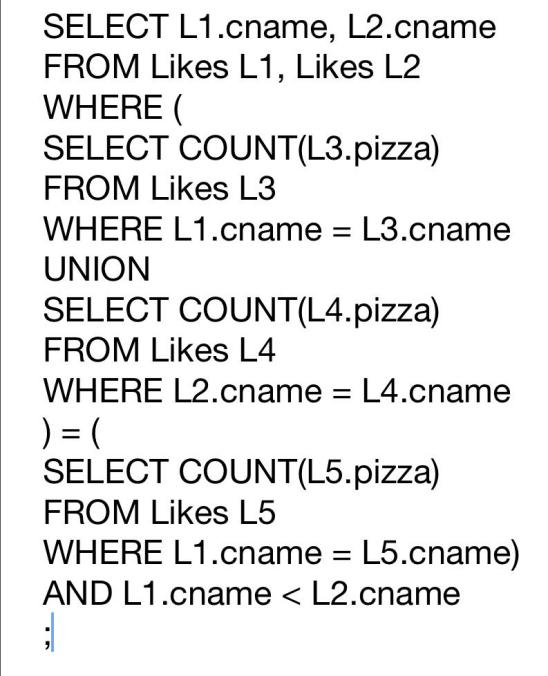 SELECT L1.cname, L2.cname
FROM Likes L1, Likes L2
WHERE (
SELECT COUNT(L3.pizza)
FROM Likes L3
WHERE L1.cname = L3.cname
UNION
SELECT COUNT(L4.pizza)
FROM Likes L4
WHERE L2.cname = L4.cname
) = (
SELECT COUNT(L5.pizza)
FROM Likes L5
WHERE L1.cname = L5.cname)
AND L1.cname < L2.cname
;